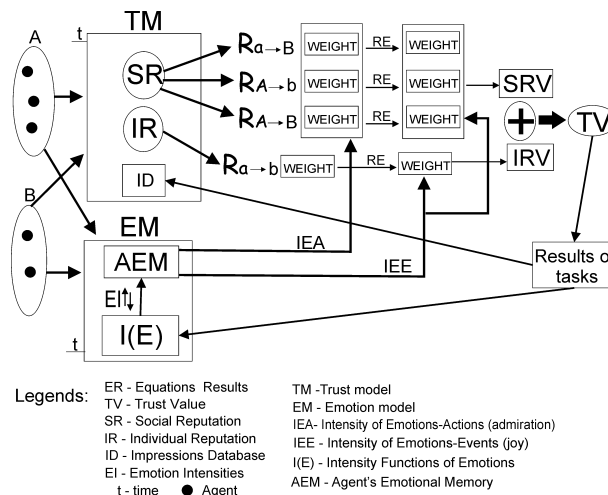 TM
A
t
SR
Ra→B WEIGHT RE WEIGHT
RA→b WEIGHT RE WEIGHT
SRV
RA→B WEIGHT RE WEIGHT
+
TV
IR
Ra→b WEIGHT RE WEIGHT
IRV
ID
B
EM
IEA
AEM
IEE
Results o
tasks
EI
I(E)
t
Legends:
ER - Equations Results
TV - Trust Value
SR - Social Reputation
IR - Individual Reputation
ID - Impressions Database
EI - Emotion Intensities
t - time
Agent
TM -Trust model
EM - Emotion model
IEA- Intensity of Emotions-Actions (admiration)
IEE - Intensity of Emotions-Events (joy)
I(E) - Intensity Functions of Emotions
AEM - Agent's Emotional Memory